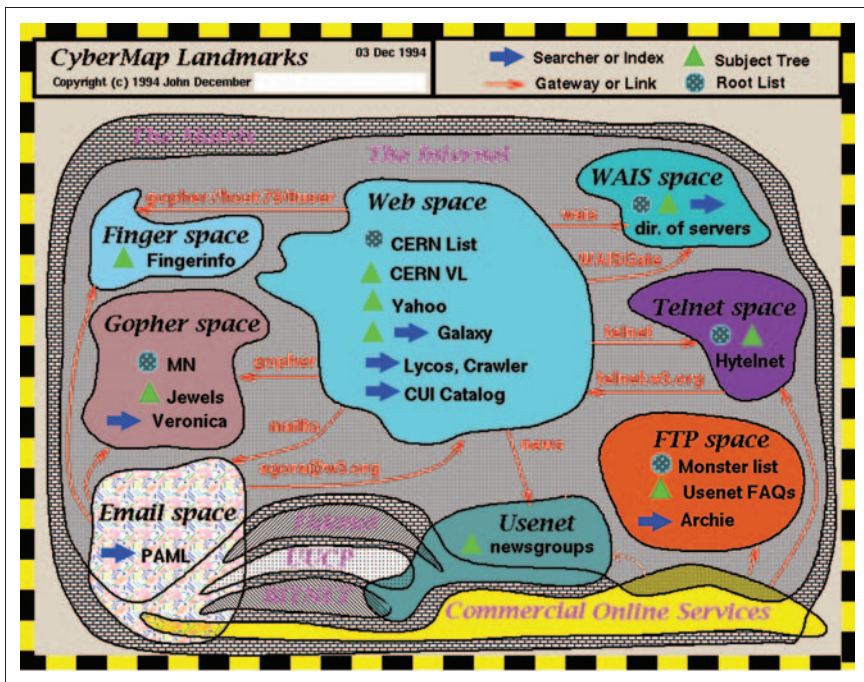 CyberMap Landmarks
03 Dec 1994
Copyright (c) 1994 John December
Searcher or Index
Subject Tree
Gateway or Link
Root List
The Matrix
The Internet
gopher://host:79/0user
Finger space
Fingerinfo
Web space
CERN List
CERN VL
Yahoo
Galaxy
Lycos, Crawler
CUI Catalog
WAIS space
dir. of servers
wais
WAISGate
Gopher space
MN
Jewels
Veronica
gopher
Telnet space
Hytelnet
telnet
telnet.w3.org
mailto
agora@w3.org
news
FTP space
Monster list
Usenet FAQs
Archie
Email space
PAML
Fidonet
UUCP
BITNET
Usenet
newsgroups
Commercial Online Services